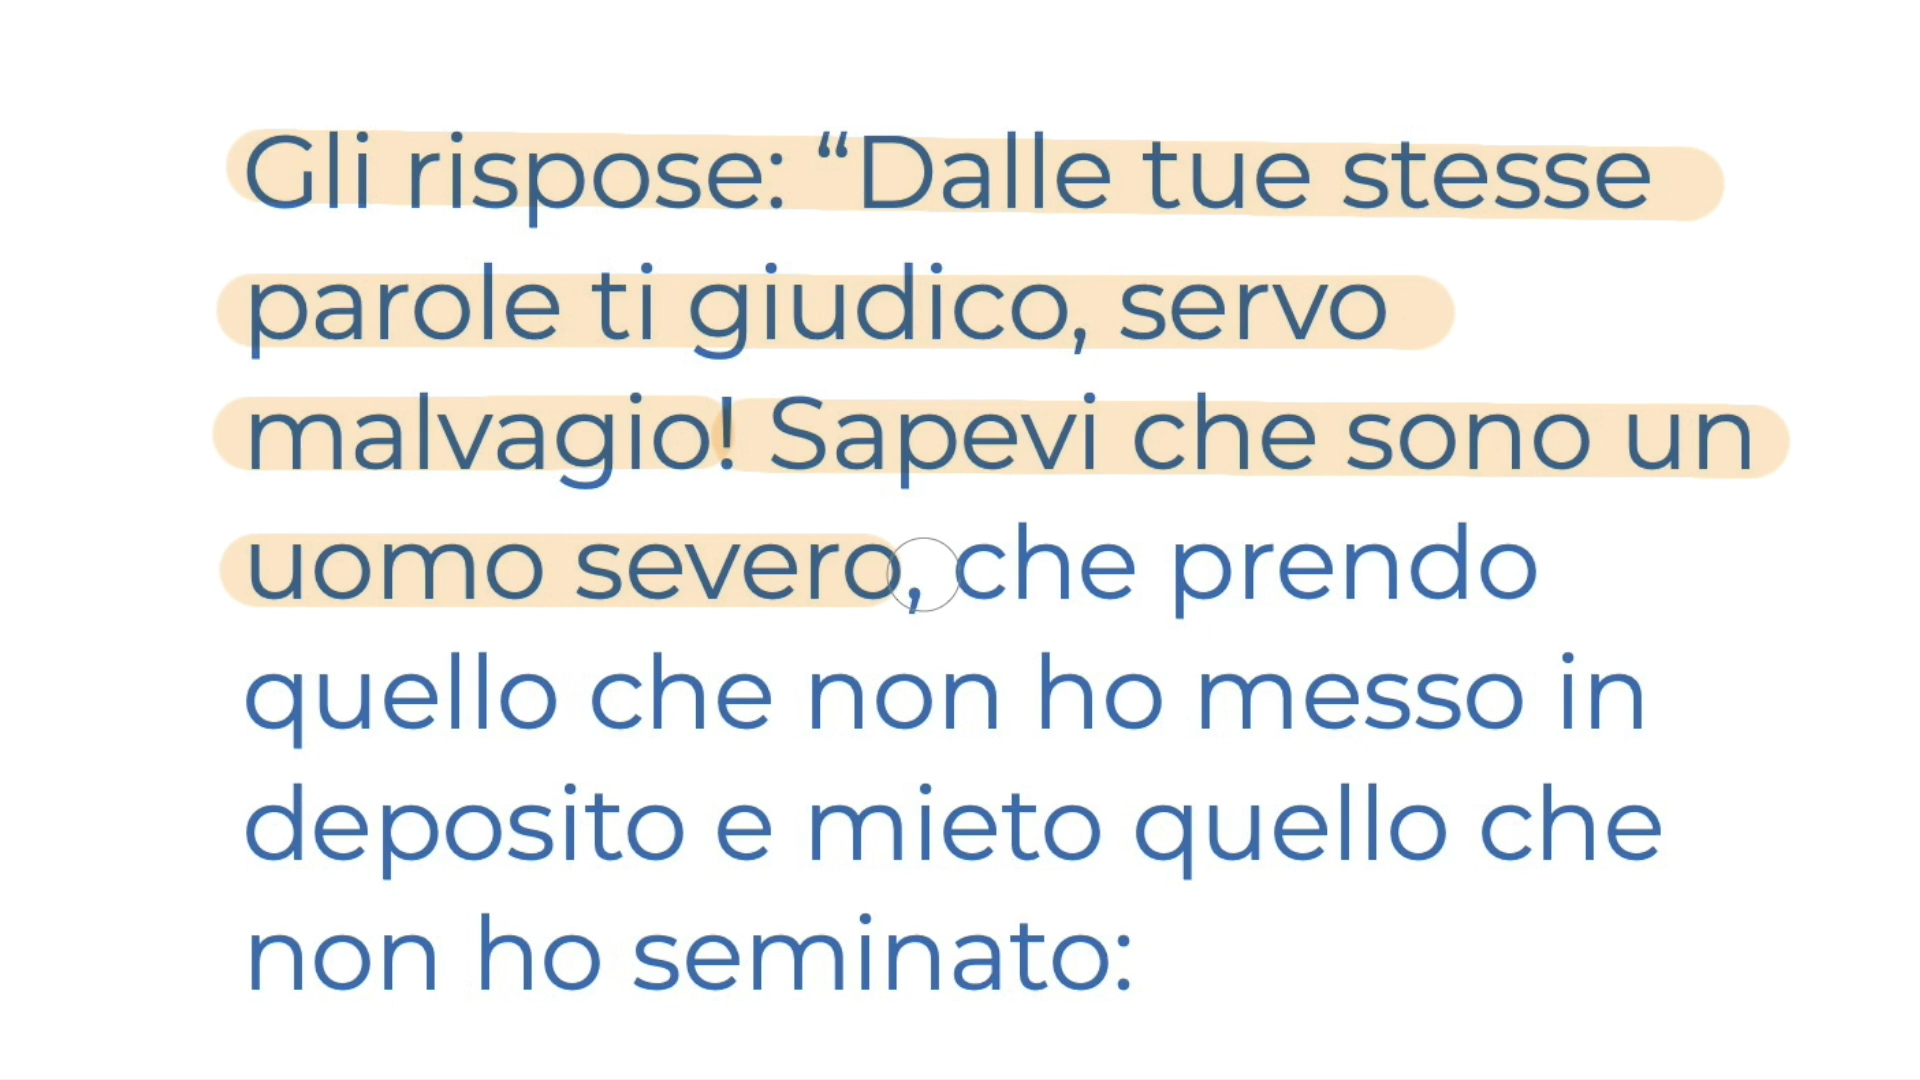 Gli rispose: “Dalle tue stesse
parole ti giudico, servo
malvagio! Sapevi che sono un
uomo severo, che prendo
quello che non ho messo in
deposito e mieto quello che
non ho seminato: